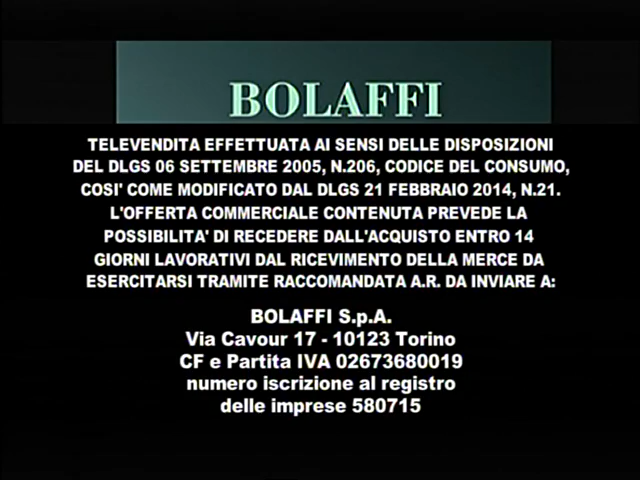 BOLAFFI
TELEVENDITA EFFETTUATA AI SENSI DELLE DISPOSIZIONI
DEL DLGS 06 SETTEMBRE 2005, N.206, CODICE DEL CONSUMO,
COSI' COME MODIFICATO DAL DLGS 21 FEBBRAIO 2014, N.21.
L'OFFERTA COMMERCIALE CONTENUTA PREVEDE LA
POSSIBILITA' DI RECEDERE DALL'ACQUISTO ENTRO 14
GIORNI LAVORATIVI DAL RICEVIMENTO DELLA MERCE DA
ESERCITARSI TRAMITE RACCOMANDATA A.R. DA INVIARE A:
BOLAFFI S.p.A.
Via Cavour 17 - 10123 Torino
CF e Partita IVA 02673680019
numero iscrizione al registro
delle imprese 580715